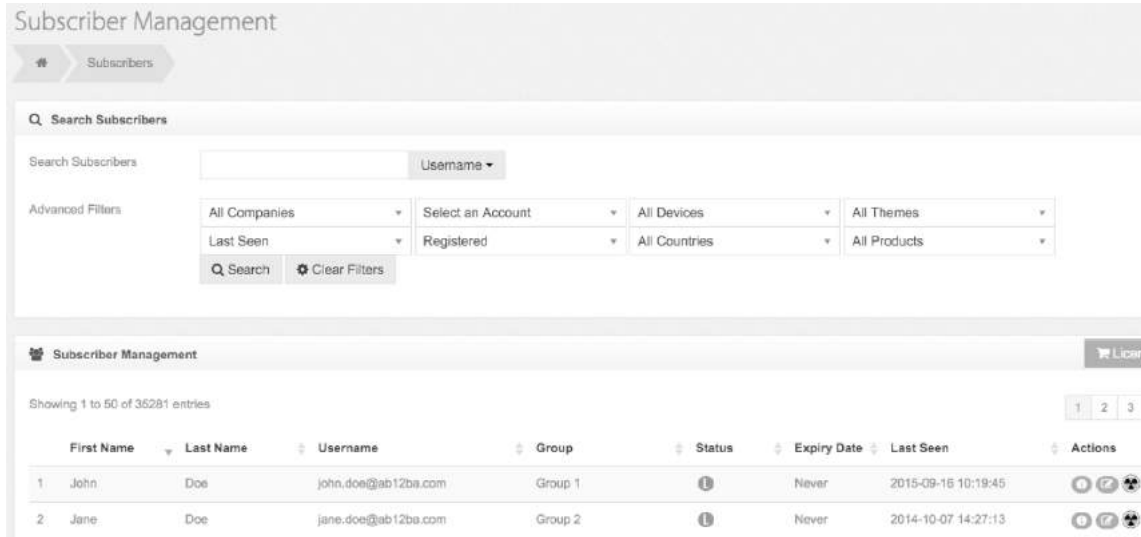 Subscriber Management
Subscribers
Search Subscribers
Search Subscribers Username
Advanced Filters All Companies Select an Account All Devices All Themes
Last Seen Registered All Countries All Products
Search Clear Filters
Subscriber Management Licen
Showing 1 to 50 of 35281 entries 1 2 3
First Name Last Name Username Group Status Expiry Date Last Seen Actions
1 John Doe john.doe@ab12ba.com Group 1 L Never 2015-09-16 10:19:45
2 Jane Doe jane.doe@ab12ba.com Group 2 L Never 2014-10-07 14:27:13